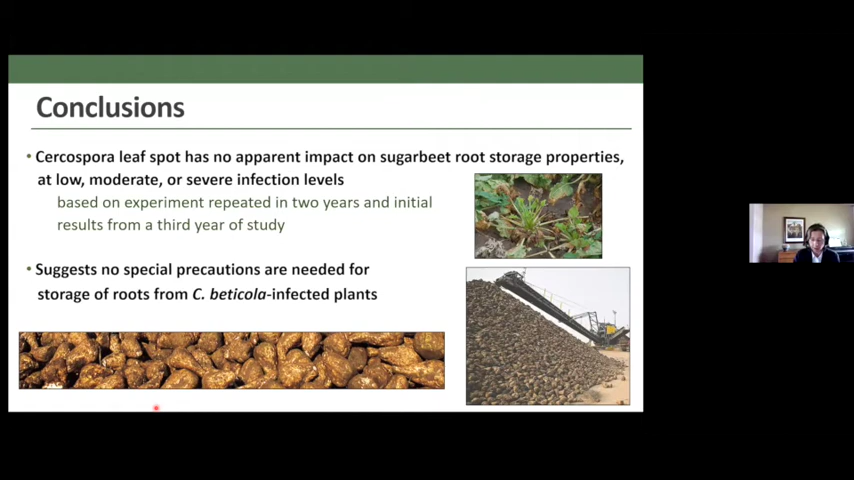 Conclusions
• Cercospora leaf spot has no apparent impact on sugarbeet root storage properties,
at low, moderate, or severe infection levels
based on experiment repeated in two years and initial
results from a third year of study
• Suggests no special precautions are needed for
storage of roots from C. beticola-infected plants